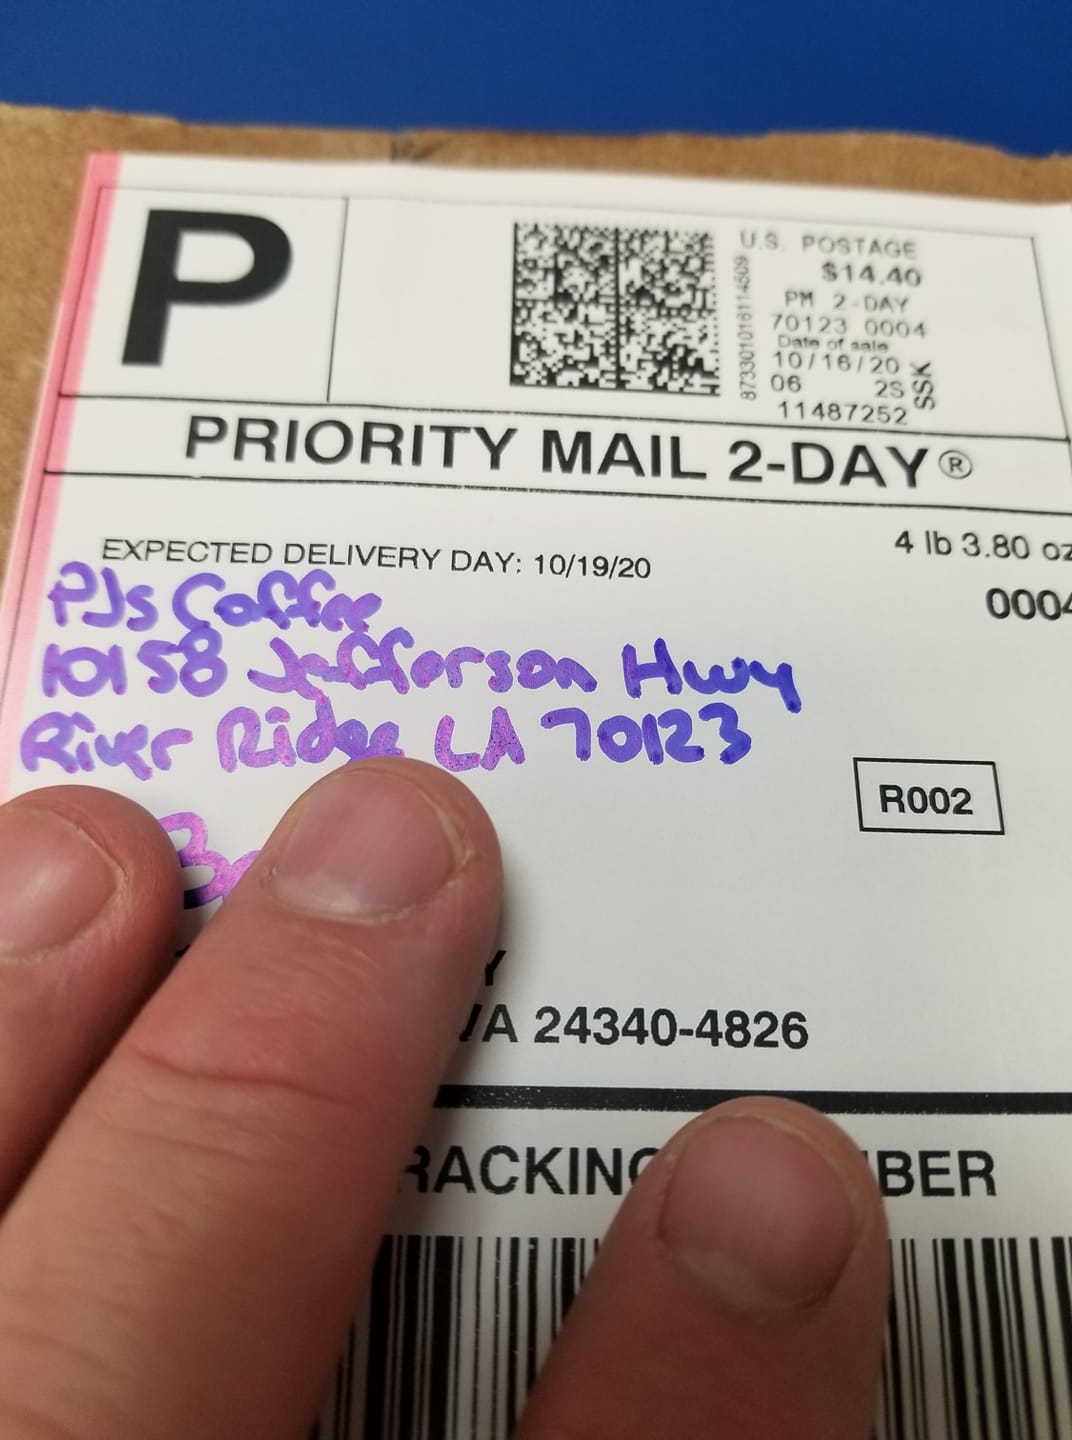 P
U.S. POSTAGE
$14.40
PM 2-DAY
70123 0004
Date of sale
10/16/20
06 2S
11487252
SSK
873301016114509
PRIORITY MAIL 2-DAY®
EXPECTED DELIVERY DAY: 10/19/20
4 lb 3.80 oz
0004
PJs Coffee
10158 Jefferson Hwy
River Ridge LA 70123
R002
Y
VA 24340-4826
RACKING BER